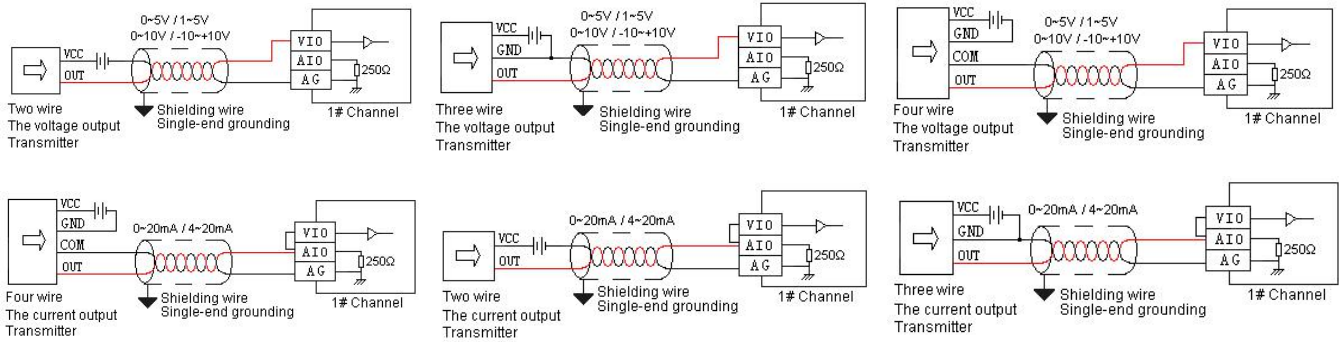 VCC
OUT
0~5V / 1~5V
0~10V / -10~+10V
VI0
AI0
AG
250Ω
Two wire
The voltage output
Transmitter
Shielding wire
Single-end grounding
1# Channel
VCC
GND
OUT
0~5V / 1~5V
0~10V / -10~+10V
VI0
AI0
AG
250Ω
Three wire
The voltage output
Transmitter
Shielding wire
Single-end grounding
1# Channel
VCC
GND
COM
OUT
0~5V / 1~5V
0~10V / -10~+10V
VI0
AI0
AG
250Ω
Four wire
The voltage output
Transmitter
Shielding wire
Single-end grounding
1# Channel
VCC
GND
COM
OUT
0~20mA / 4~20mA
VI0
AI0
AG
250Ω
Four wire
The current output
Transmitter
Shielding wire
Single-end grounding
1# Channel
VCC
OUT
0~20mA / 4~20mA
VI0
AI0
AG
250Ω
Two wire
The current output
Transmitter
Shielding wire
Single-end grounding
1# Channel
VCC
GND
OUT
0~20mA / 4~20mA
VI0
AI0
AG
250Ω
Three wire
The current output
Transmitter
Shielding wire
Single-end grounding
1# Channel